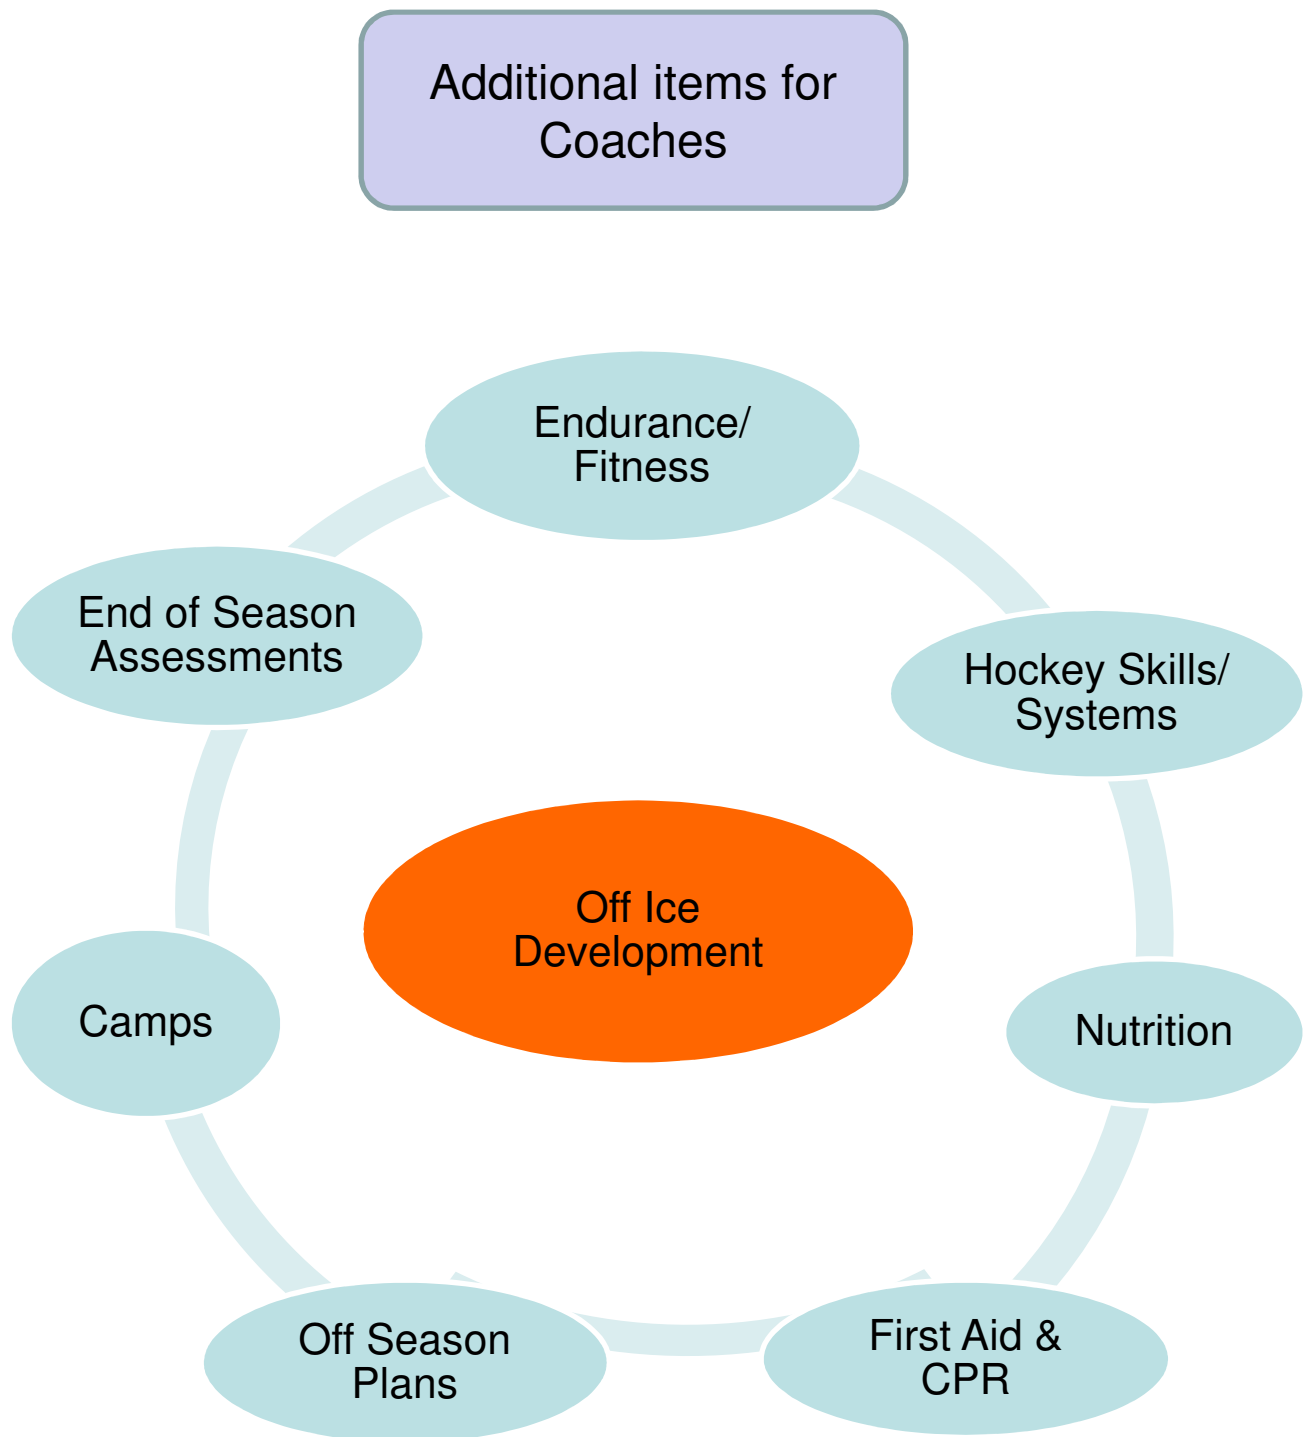 Additional items for
Coaches
Endurance/
Fitness
End of Season
Assessments
Hockey Skills/
Systems
Off Ice
Development
Camps
Nutrition
Off Season
Plans
First Aid &
CPR